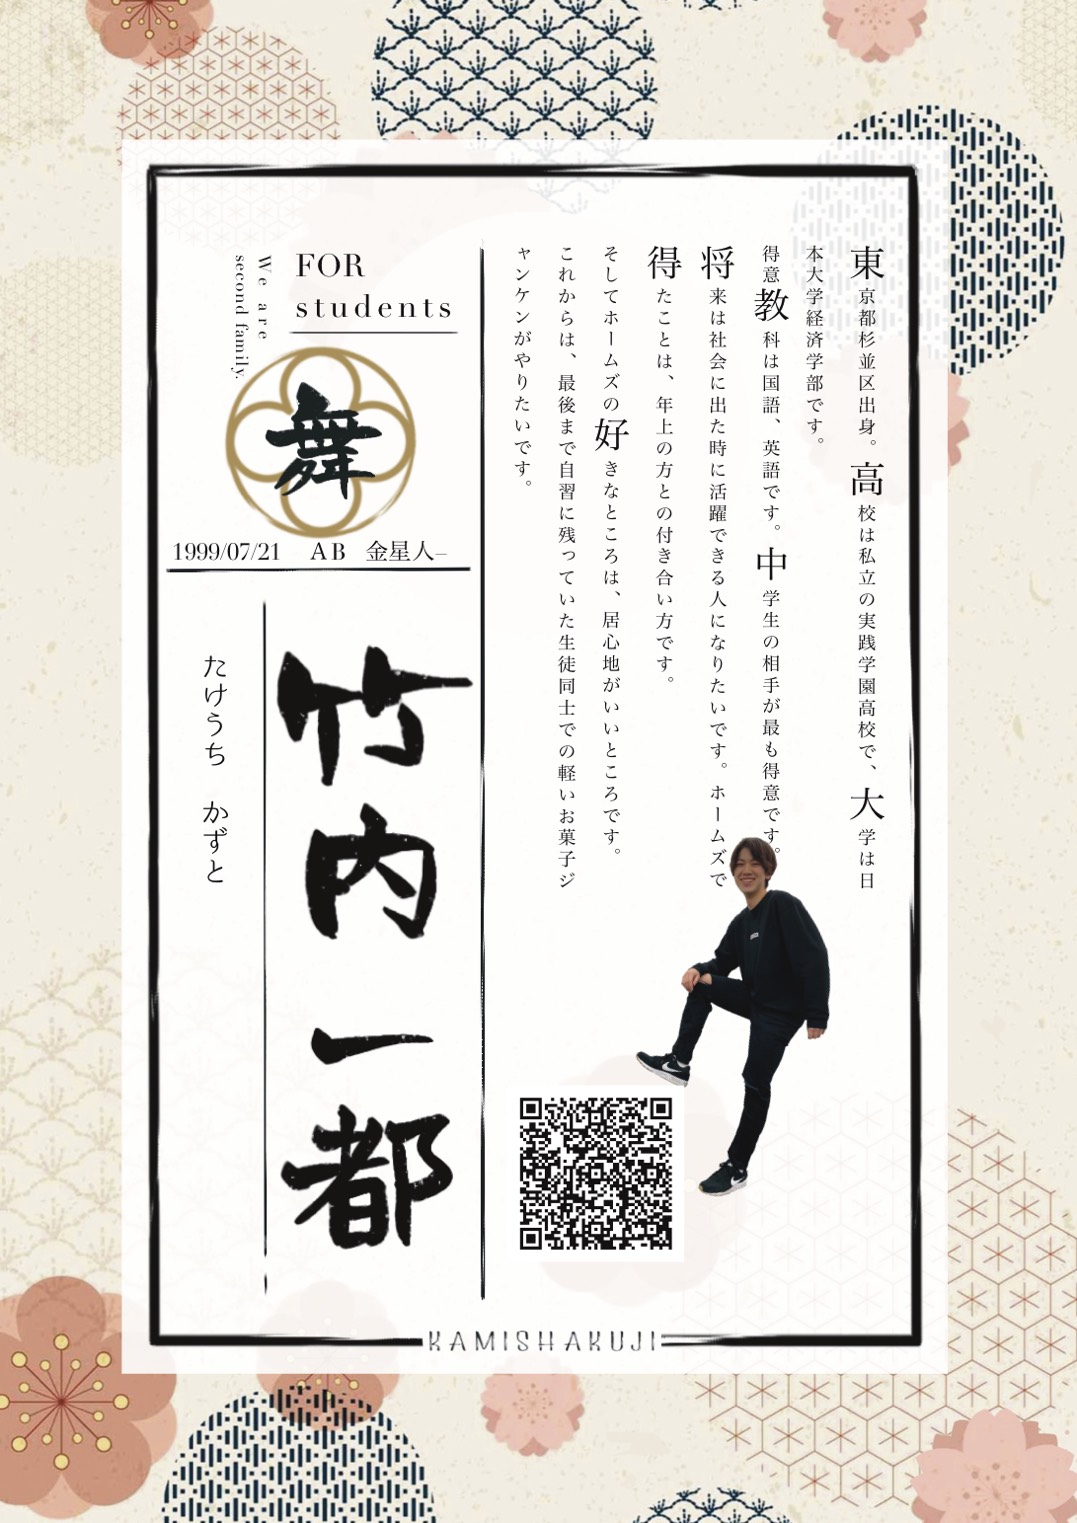 東京都杉並区出身。高校は私立の実践学園高校で、大学は日
本大学経済学部です。
得意教科は国語、英語です。中学生の相手が最も得意です。
将来は社会に出た時に活躍できる人になりたいです。ホームズで
得たことは、年上の方との付き合い方です。
そしてホームズの好きなところは、居心地がいいところです。
これからは、最後まで自習に残っていた生徒同士での軽いお菓子ジ
ャンケンがやりたいです。
FOR
students
We are
second family.
舞
1999/07/21 AB 金星人−
竹内一都
たけうち かずと
KAMISHAKUJI